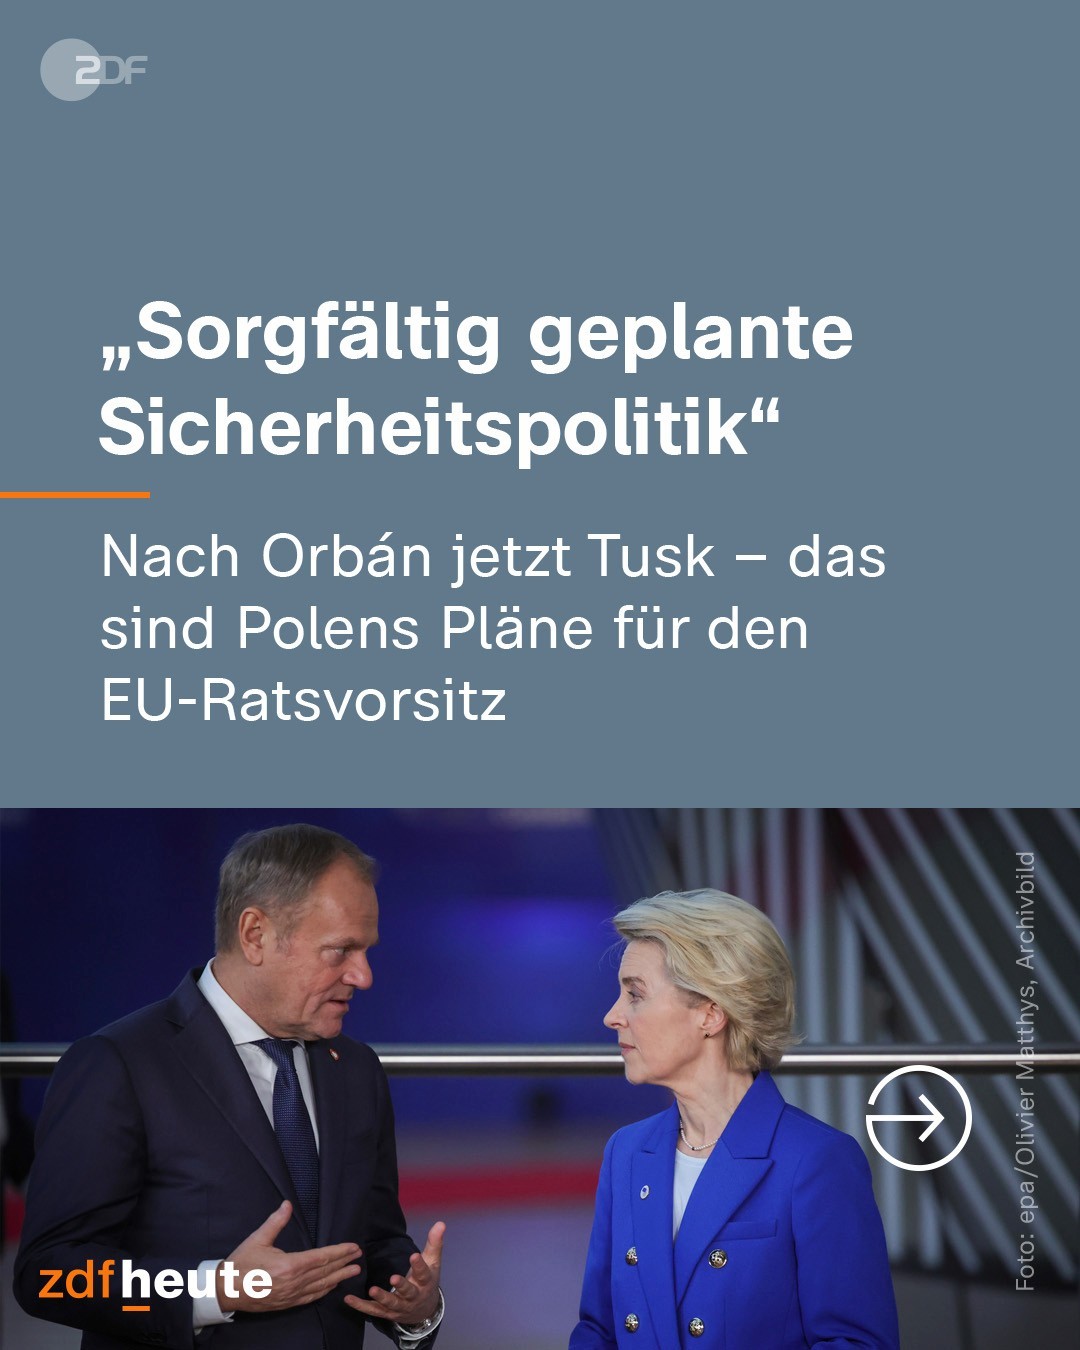 ZDF
„Sorgfältig geplante
Sicherheitspolitik“
Nach Orbán jetzt Tusk – das
sind Polens Pläne für den
EU-Ratsvorsitz
Foto: epa/Olivier Matthys, Archivbild
zdfheute